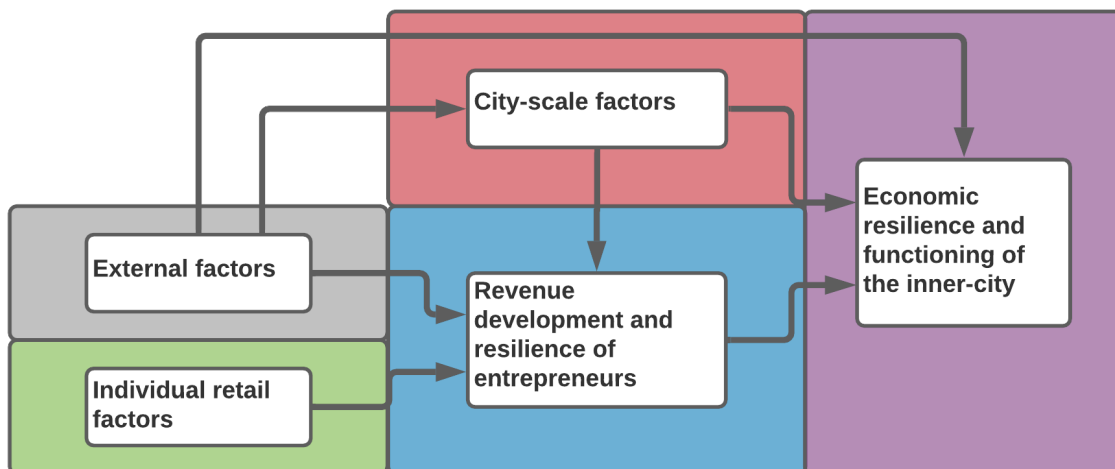 City-scale factors
External factors
Individual retail
factors
Revenue
development and
resilience of
entrepreneurs
Economic
resilience and
functioning of
the inner-city